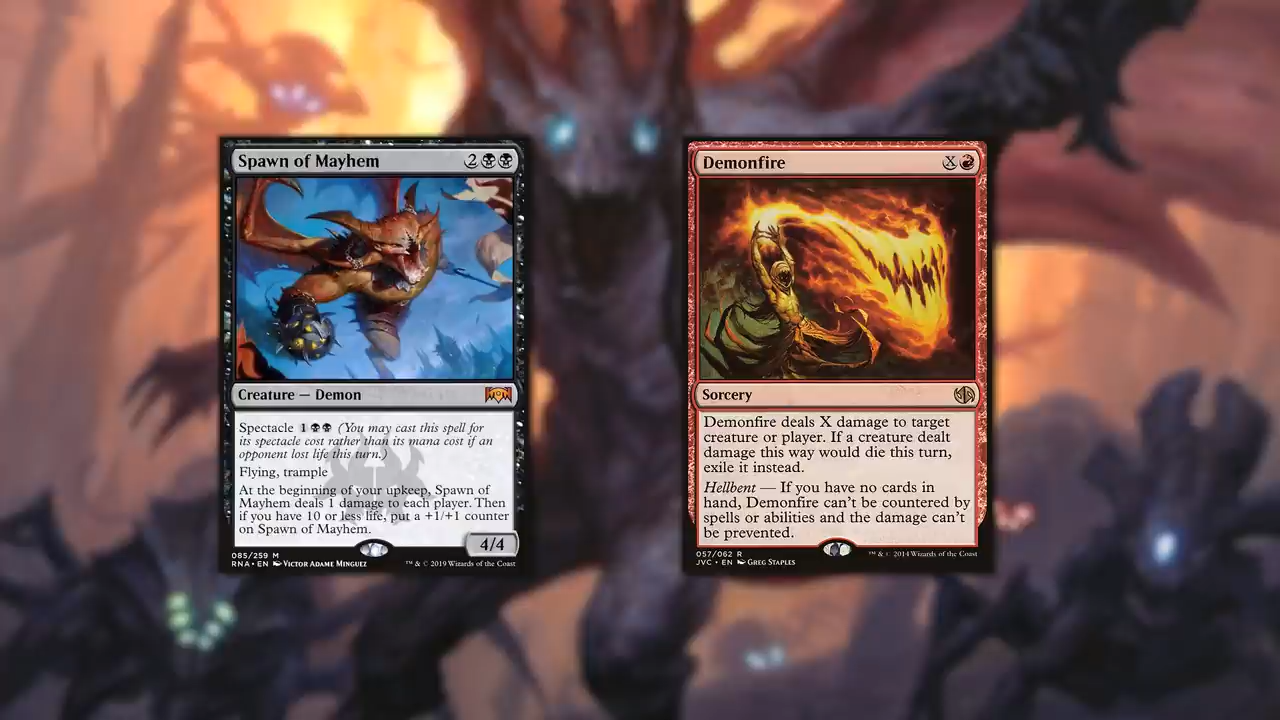 Spawn of Mayhem 2
Creature — Demon
Spectacle 1 (You may cast this spell for
its spectacle cost rather than its mana cost if an
opponent lost life this turn.)
Flying, trample
At the beginning of your upkeep, Spawn of
Mayhem deals 1 damage to each player. Then
if you have 10 or less life, put a +1/+1 counter
on Spawn of Mayhem.
4/4
085/259 M
RNA • EN Victor Adame Minguez
™ & © 2019 Wizards of the Coast
Demonfire X
Sorcery
Demonfire deals X damage to target
creature or player. If a creature dealt
damage this way would die this turn,
exile it instead.
Hellbent — If you have no cards in
hand, Demonfire can't be countered by
spells or abilities and the damage can't
be prevented.
057/062 R
JVC • EN Greg Staples
™ & © 2014 Wizards of the Coast